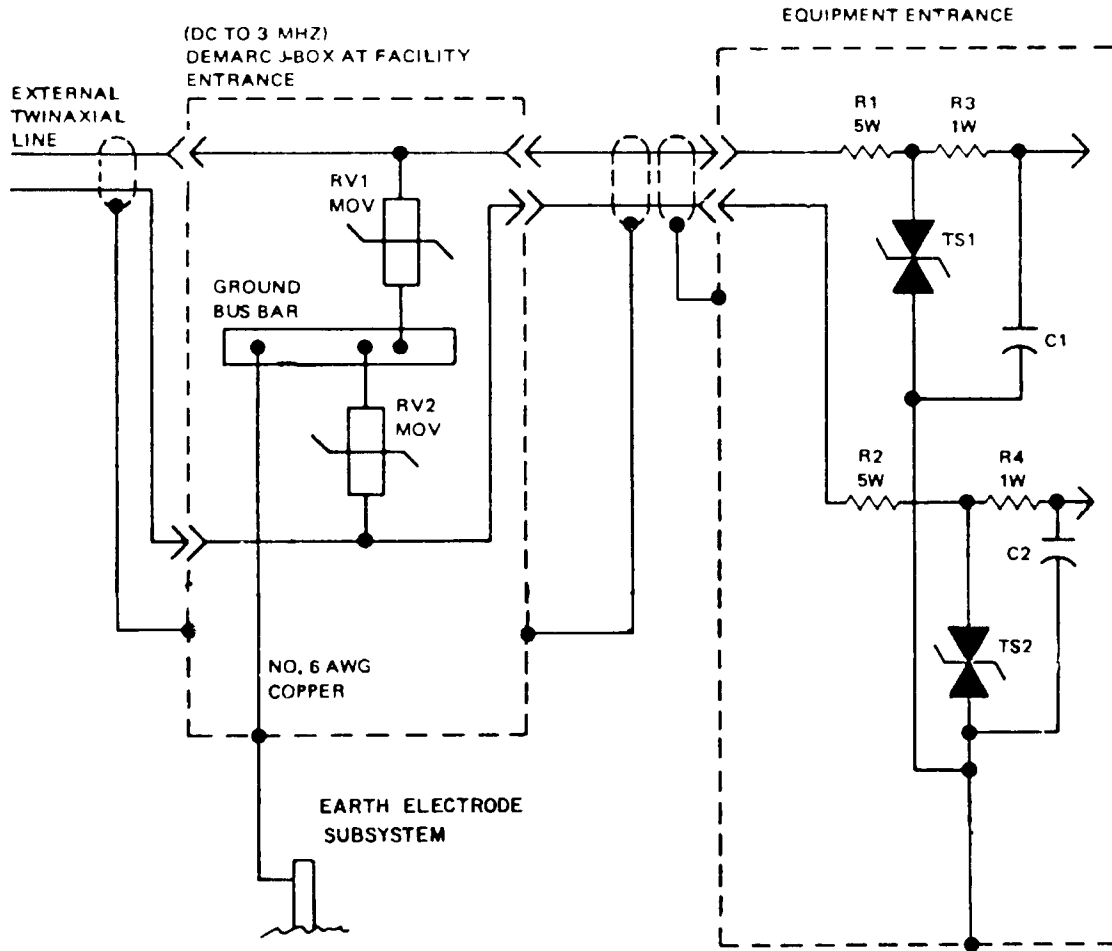 EQUIPMENT ENTRANCE
(DC TO 3 MHZ)
DEMARC J-BOX AT FACILITY
ENTRANCE
EXTERNAL
TWINAXIAL
LINE
R1
5W
R3
1W
RV1
MOV
TS1
GROUND
BUS BAR
C1
RV2
MOV
R2
5W
R4
1W
C2
TS2
NO. 6 AWG
COPPER
EARTH ELECTRODE
SUBSYSTEM